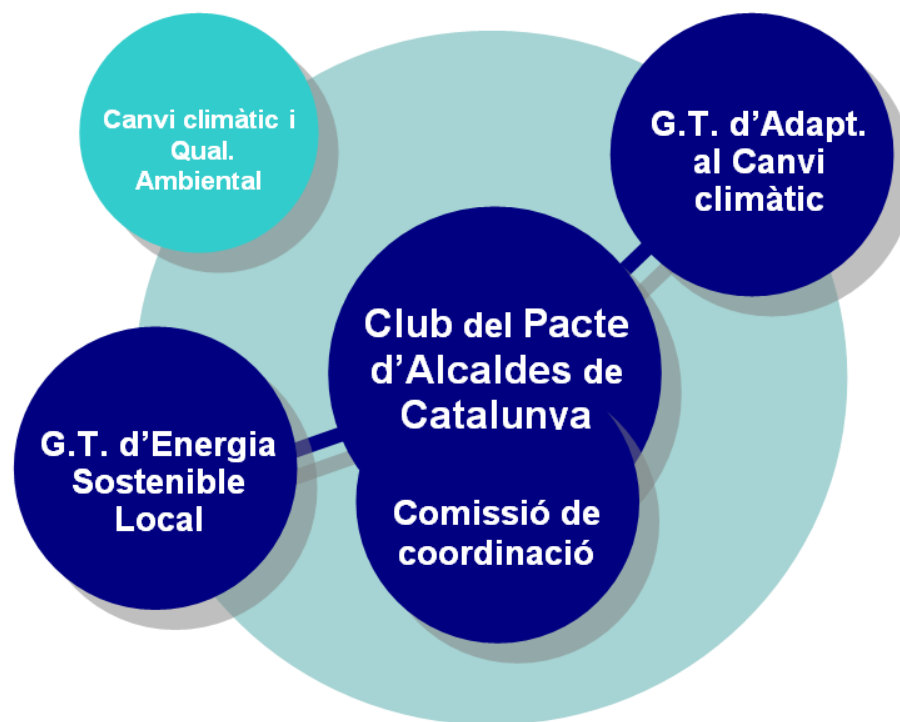 Canvi climàtic i
Qual.
Ambiental
G.T. d'Adapt.
al Canvi
climàtic
Club del Pacte
d'Alcaldes de
Catalunya
G.T. d'Energia
Sostenible
Local
Comissió de
coordinació